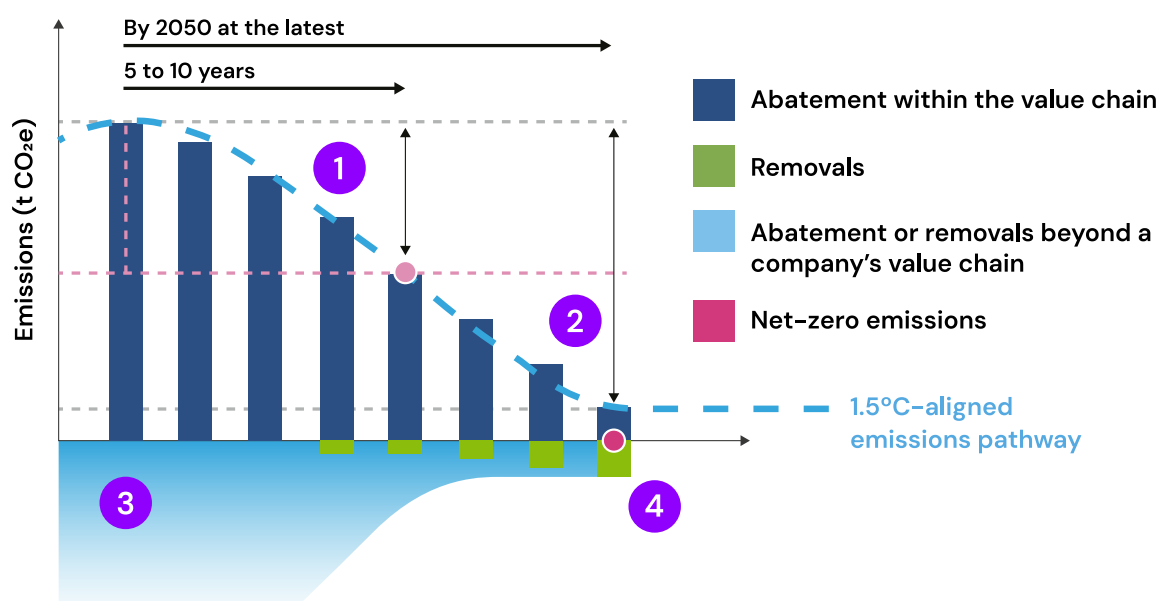 By 2050 at the latest
5 to 10 years
Emissions (t CO₂e)
1
2
3
4
Abatement within the value chain
Removals
Abatement or removals beyond a
company’s value chain
Net-zero emissions
1.5°C-aligned
emissions pathway